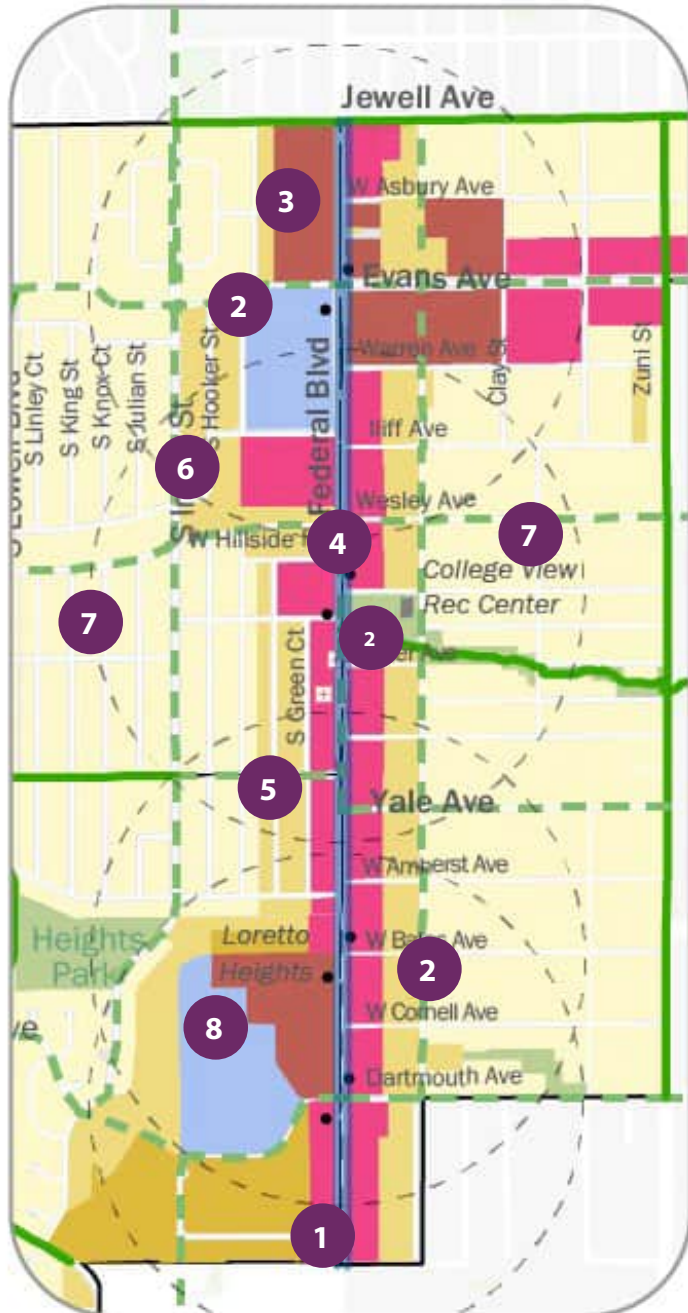 Jewell Ave
W Asbury Ave
3
Evans Ave
2
Warren Ave
S Linley Ct
S King St
S Knox Ct
S Julian St
S Hooker St
Federal Blvd
Clay St
Zuni St
Iliff Ave
6
Wesley Ave
W Hillside
4
7
College View
Rec Center
7
2
Ave
S Green Ct
5
Yale Ave
W Amherst Ave
Heights
Park
Loretto
Heights
W Bates Ave
2
8
W Cornell Ave
Dartmouth Ave
1